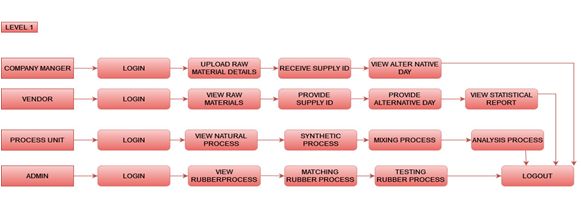 LEVEL 1
COMPANY MANGER
LOGIN
UPLOAD RAW
MATERIAL DETAILS
RECEIVE SUPPLY ID
VIEW ALTER NATIVE
DAY
VENDOR
LOGIN
VIEW RAW
MATERIALS
PROVIDE
SUPPLY ID
PROVIDE
ALTERNATIVE DAY
VIEW STATISTICAL
REPORT
PROCESS UNIT
LOGIN
VIEW NATURAL
PROCESS
SYNTHETIC
PROCESS
MIXING PROCESS
ANALYSIS PROCESS
ADMIN
LOGIN
VIEW
RUBBERPROCESS
MATCHING
RUBBER PROCESS
TESTING
RUBBER PROCESS
LOGOUT